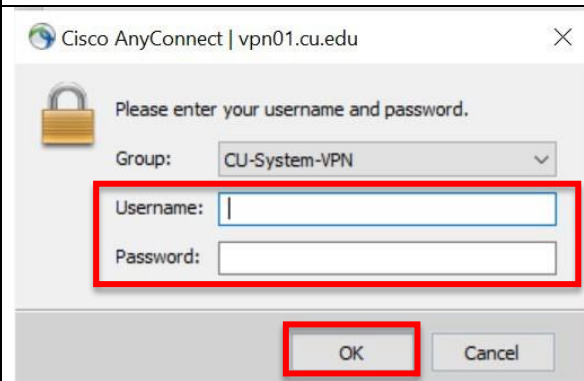 Cisco AnyConnect | vpn01.cu.edu
Please enter your username and password.
Group: CU-System-VPN
Username:
Password:
OK Cancel